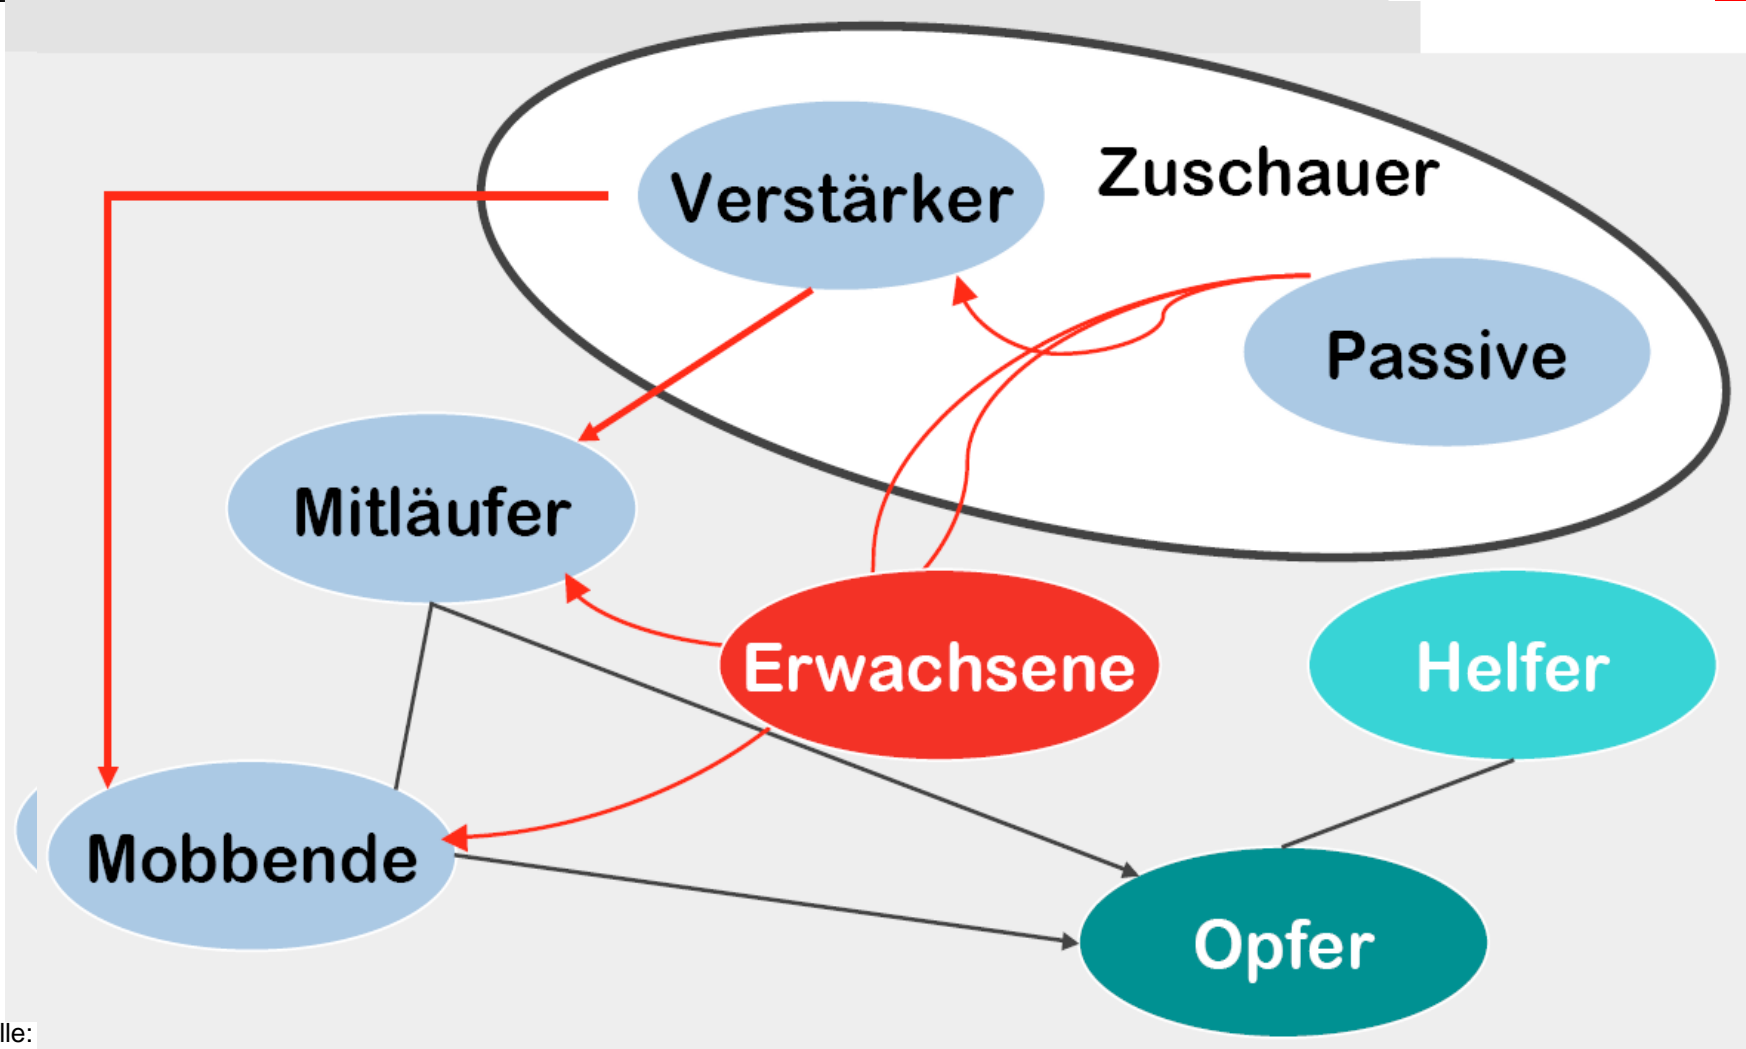 Verstärker
Zuschauer
Passive
Mitläufer
Erwachsene
Helfer
Mobbende
Opfer
lle: